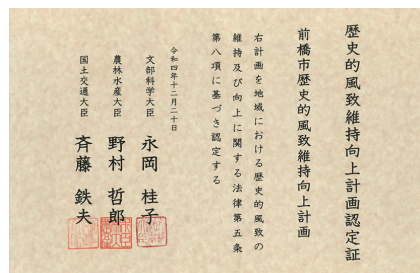 歴史的風致維持向上計画認定証
前橋市歴史的風致維持向上計画
右計画を地域における歴史的風致の
維持及び向上に関する法律第五条
第八項に基づき認定する
令和四年十二月二十日
文部科学大臣 永岡 桂子
農林水産大臣 野村 哲郎
国土交通大臣 斉藤 鉄夫